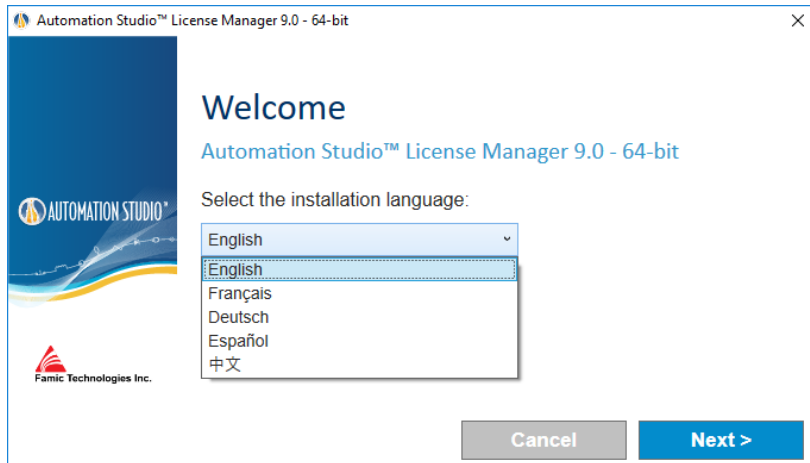 Automation Studio™ License Manager 9.0 - 64-bit
Welcome
Automation Studio™ License Manager 9.0 - 64-bit
Select the installation language:
AUTOMATION STUDIO™
English
English
Français
Deutsch
Español
中文
Famic Technologies Inc.
Cancel
Next >